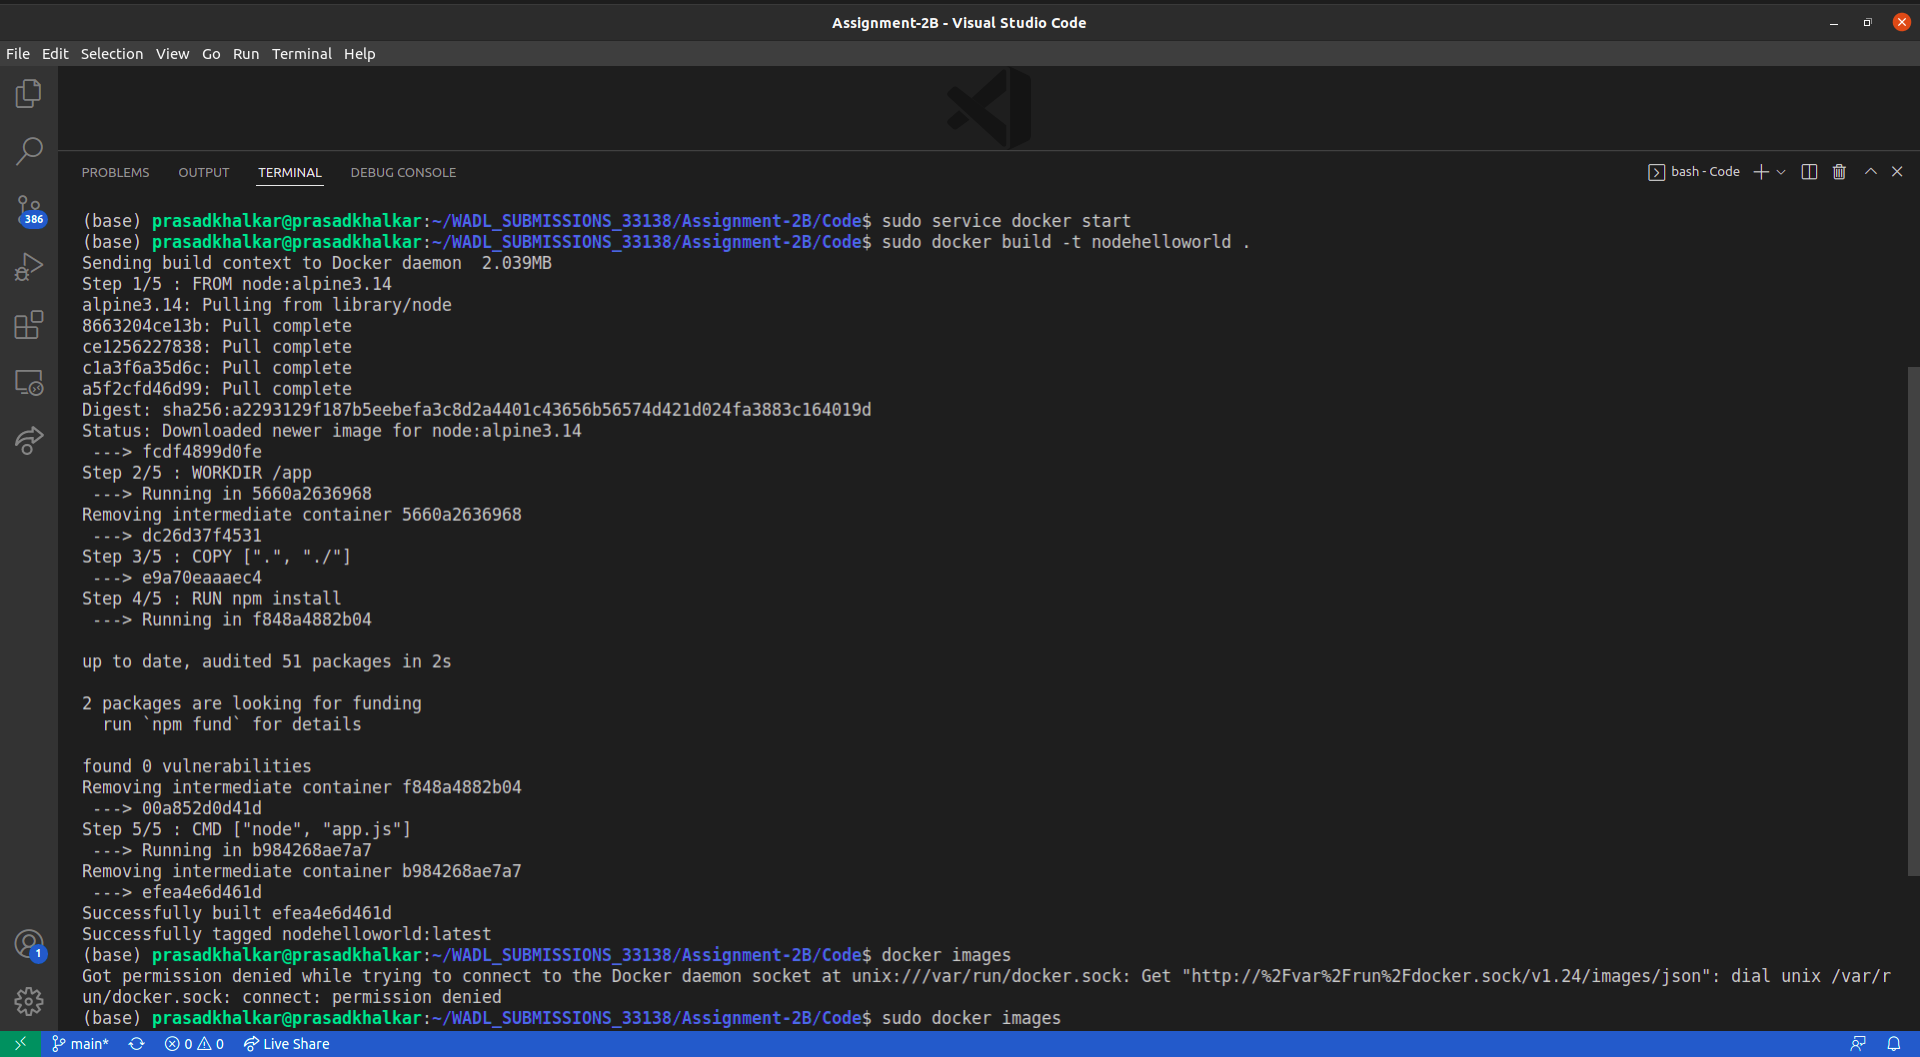 Assignment-2B - Visual Studio Code
File Edit Selection View Go Run Terminal Help
PROBLEMS OUTPUT TERMINAL DEBUG CONSOLE
bash - Code
386
(base) prasadkhalkar@prasadkhalkar:~/WADL_SUBMISSIONS_33138/Assignment-2B/Code$ sudo service docker start
(base) prasadkhalkar@prasadkhalkar:~/WADL_SUBMISSIONS_33138/Assignment-2B/Code$ sudo docker build -t nodehelloworld .
Sending build context to Docker daemon  2.039MB
Step 1/5 : FROM node:alpine3.14
alpine3.14: Pulling from library/node
8663204ce13b: Pull complete
ce1256227838: Pull complete
c1a3f6a35d6c: Pull complete
a5f2cfd46d99: Pull complete
Digest: sha256:a2293129f187b5eebefa3c8d2a4401c43656b56574d421d024fa3883c164019d
Status: Downloaded newer image for node:alpine3.14
 ---> fcdf4899d0fe
Step 2/5 : WORKDIR /app
 ---> Running in 5660a2636968
Removing intermediate container 5660a2636968
 ---> dc26d37f4531
Step 3/5 : COPY [".", "./"]
 ---> e9a70eaaaec4
Step 4/5 : RUN npm install
 ---> Running in f848a4882b04
up to date, audited 51 packages in 2s
2 packages are looking for funding
  run `npm fund` for details
found 0 vulnerabilities
Removing intermediate container f848a4882b04
 ---> 00a852d0d41d
Step 5/5 : CMD ["node", "app.js"]
 ---> Running in b984268ae7a7
Removing intermediate container b984268ae7a7
 ---> efea4e6d461d
Successfully built efea4e6d461d
Successfully tagged nodehelloworld:latest
(base) prasadkhalkar@prasadkhalkar:~/WADL_SUBMISSIONS_33138/Assignment-2B/Code$ docker images
Got permission denied while trying to connect to the Docker daemon socket at unix:///var/run/docker.sock: Get "http://%2Fvar%2Frun%2Fdocker.sock/v1.24/images/json": dial unix /var/r
un/docker.sock: connect: permission denied
(base) prasadkhalkar@prasadkhalkar:~/WADL_SUBMISSIONS_33138/Assignment-2B/Code$ sudo docker images
1
main* 0 0 Live Share